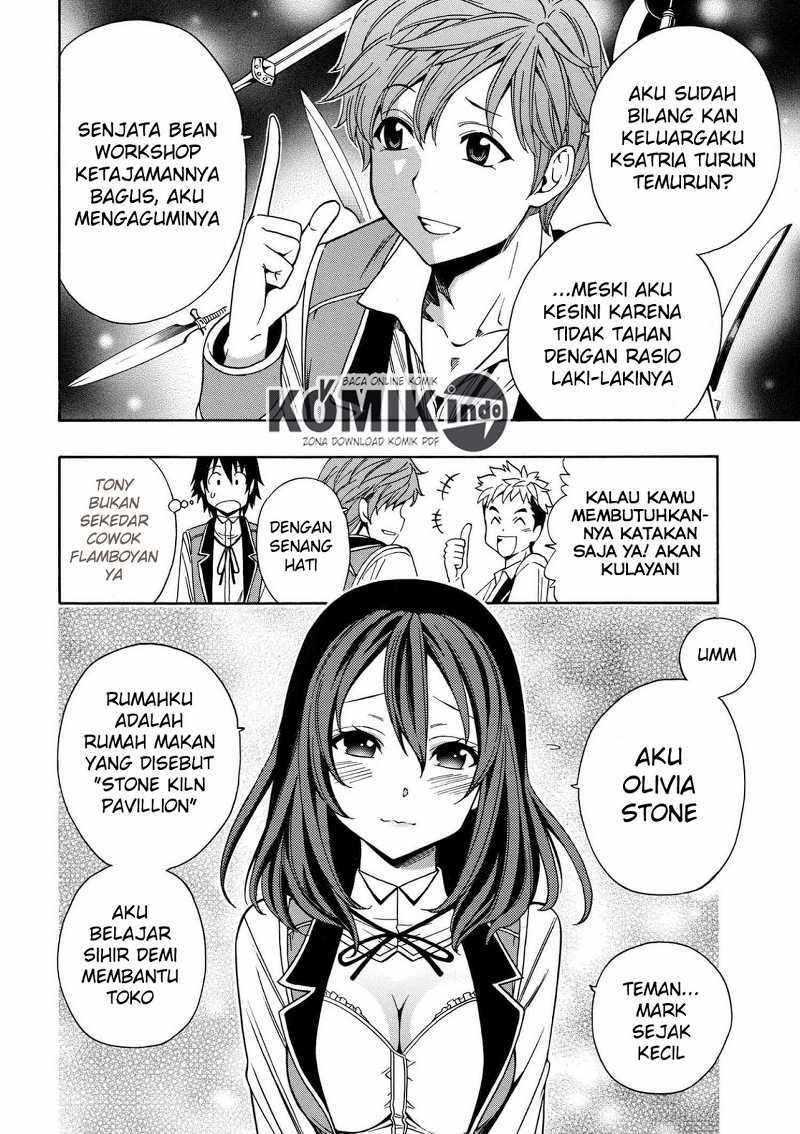 AKU SUDAH
BILANG KAN
KELUARGAKU
KSATRIA TURUN
TEMURUN?
...MESKI AKU
KESINI KARENA
TIDAK TAHAN
DENGAN RASIO
LAKI-LAKINYA
SENJATA BEAN
WORKSHOP
KETAJAMANNYA
BAGUS, AKU
MENGAGUMINYA
BACA ONLINE KOMIK
KOMIK indo
ZONA DOWNLOAD KOMIK PDF
KALAU KAMU
MEMBUTUHKAN-
NYA KATAKAN
SAJA YA! AKAN
KULAYANI
DENGAN
SENANG
HATI
TONY
BUKAN
SEKEDAR
COWOK
FLAMBOYAN
YA
UMM
AKU
OLIVIA
STONE
TEMAN...
MARK
SEJAK
KECIL
RUMAHKU
ADALAH
RUMAH MAKAN
YANG DISEBUT
"STONE KILN
PAVILLION"
AKU
BELAJAR
SIHIR DEMI
MEMBANTU
TOKO